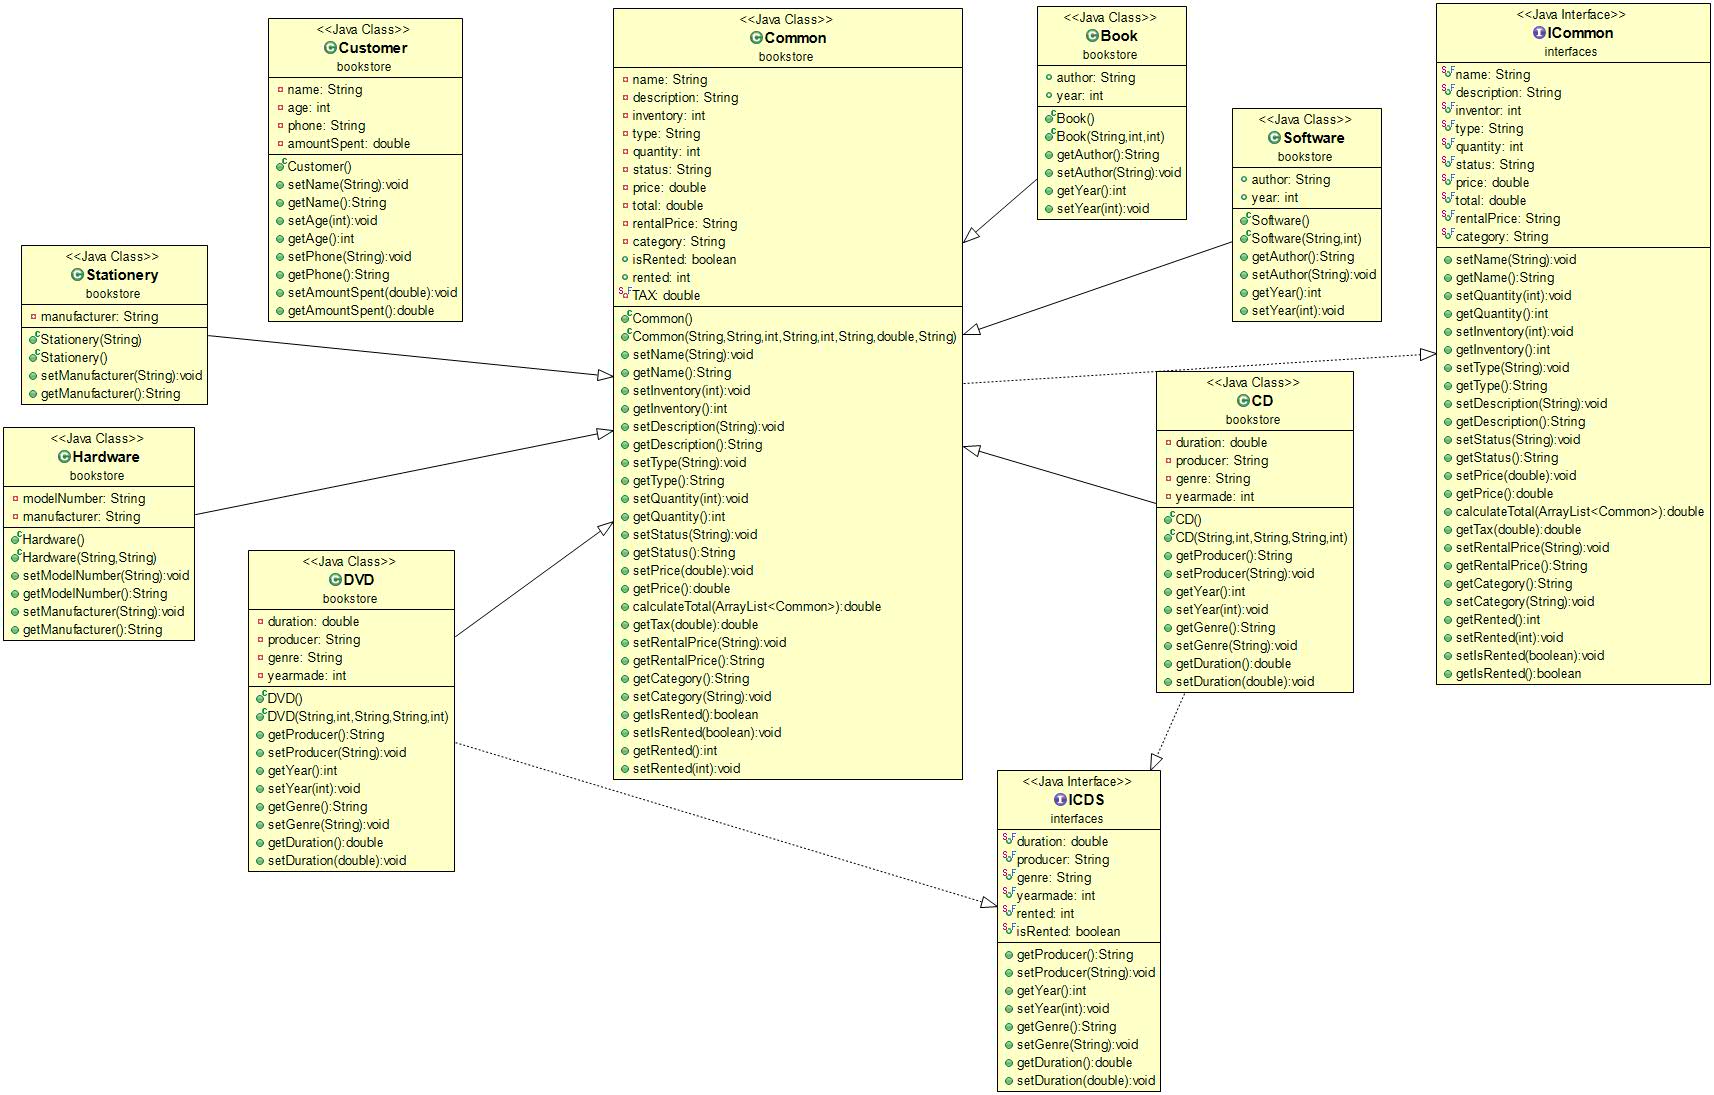 <<Java Class>>
Customer
bookstore
name: String
age: int
phone: String
amountSpent: double
Customer()
setName(String):void
getName():String
setAge(int):void
getAge():int
setPhone(String):void
getPhone():String
setAmountSpent(double):void
getAmountSpent():double
<<Java Class>>
Common
bookstore
name: String
description: String
inventory: int
type: String
quantity: int
status: String
price: double
total: double
rentalPrice: String
category: String
isRented: boolean
rented: int
TAX: double
Common()
Common(String,String,int,String,int,String,double,String)
setName(String):void
getName():String
setInventory(int):void
getInventory():int
setDescription(String):void
getDescription():String
setType(String):void
getType():String
setQuantity(int):void
getQuantity():int
setStatus(String):void
getStatus():String
setPrice(double):void
getPrice():double
calculateTotal(ArrayList<Common>):double
getTax(double):double
setRentalPrice(String):void
getRentalPrice():String
getCategory():String
setCategory(String):void
getIsRented():boolean
setIsRented(boolean):void
getRented():int
setRented(int):void
<<Java Class>>
Book
bookstore
author: String
year: int
Book()
Book(String,int,int)
getAuthor():String
setAuthor(String):void
getYear():int
setYear(int):void
<<Java Class>>
Software
bookstore
author: String
year: int
Software()
Software(String,int)
getAuthor():String
setAuthor(String):void
getYear():int
setYear(int):void
<<Java Interface>>
ICommon
interfaces
name: String
description: String
inventor: int
type: String
quantity: int
status: String
price: double
total: double
rentalPrice: String
category: String
setName(String):void
getName():String
setQuantity(int):void
getQuantity():int
setInventory(int):void
getInventory():int
setType(String):void
getType():String
setDescription(String):void
getDescription():String
setStatus(String):void
getStatus():String
setPrice(double):void
getPrice():double
calculateTotal(ArrayList<Common>):double
getTax(double):double
setRentalPrice(String):void
getRentalPrice():String
getCategory():String
setCategory(String):void
getRented():int
setRented(int):void
setIsRented(boolean):void
getIsRented():boolean
<<Java Class>>
Stationery
bookstore
manufacturer: String
Stationery(String)
Stationery()
setManufacturer(String):void
getManufacturer():String
<<Java Class>>
Hardware
bookstore
modelNumber: String
manufacturer: String
Hardware()
Hardware(String,String)
setModelNumber(String):void
getModelNumber():String
setManufacturer(String):void
getManufacturer():String
<<Java Class>>
DVD
bookstore
duration: double
producer: String
genre: String
yearmade: int
DVD()
DVD(String,int,String,String,int)
getProducer():String
setProducer(String):void
getYear():int
setYear(int):void
getGenre():String
setGenre(String):void
getDuration():double
setDuration(double):void
<<Java Class>>
CD
bookstore
duration: double
producer: String
genre: String
yearmade: int
CD()
CD(String,int,String,String,int)
getProducer():String
setProducer(String):void
getYear():int
setYear(int):void
getGenre():String
setGenre(String):void
getDuration():double
setDuration(double):void
<<Java Interface>>
ICDS
interfaces
duration: double
producer: String
genre: String
yearmade: int
rented: int
isRented: boolean
getProducer():String
setProducer(String):void
getYear():int
setYear(int):void
getGenre():String
setGenre(String):void
getDuration():double
setDuration(double):void